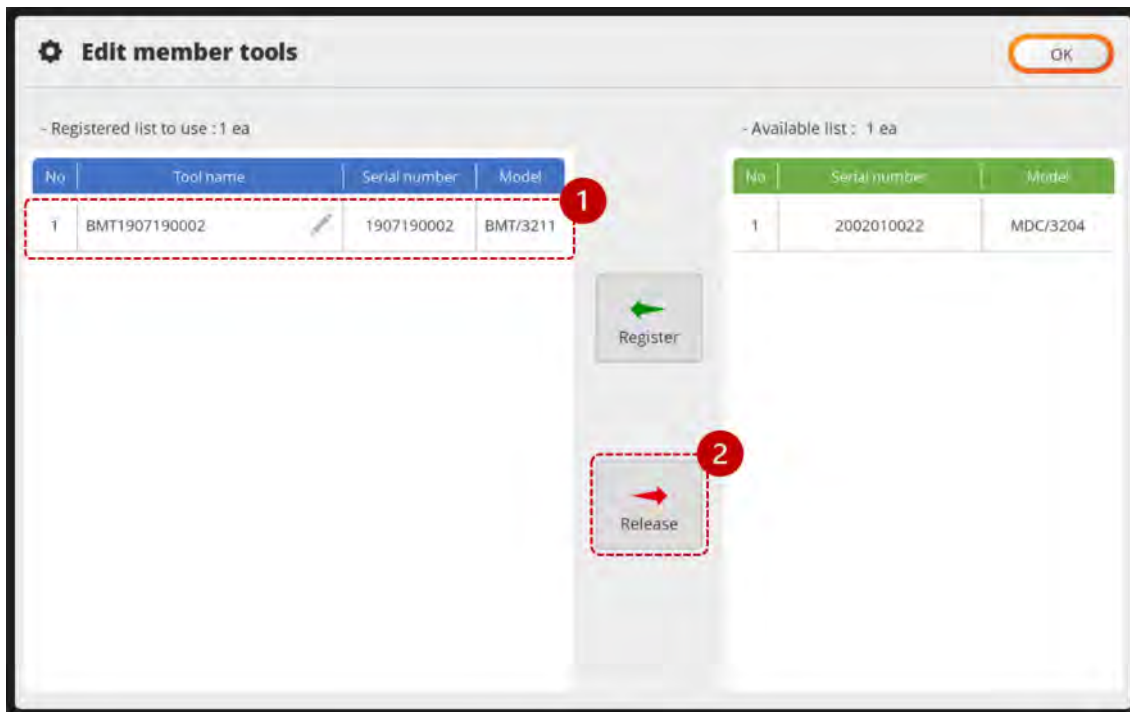 Edit member tools
OK
- Registered list to use : 1 ea
- Available list : 1 ea
No Tool name Serial number Model
1 BMT1907190002 1907190002 BMT/3211
1
No Serial number Model
1 2002010022 MDC/3204
Register
2
Release